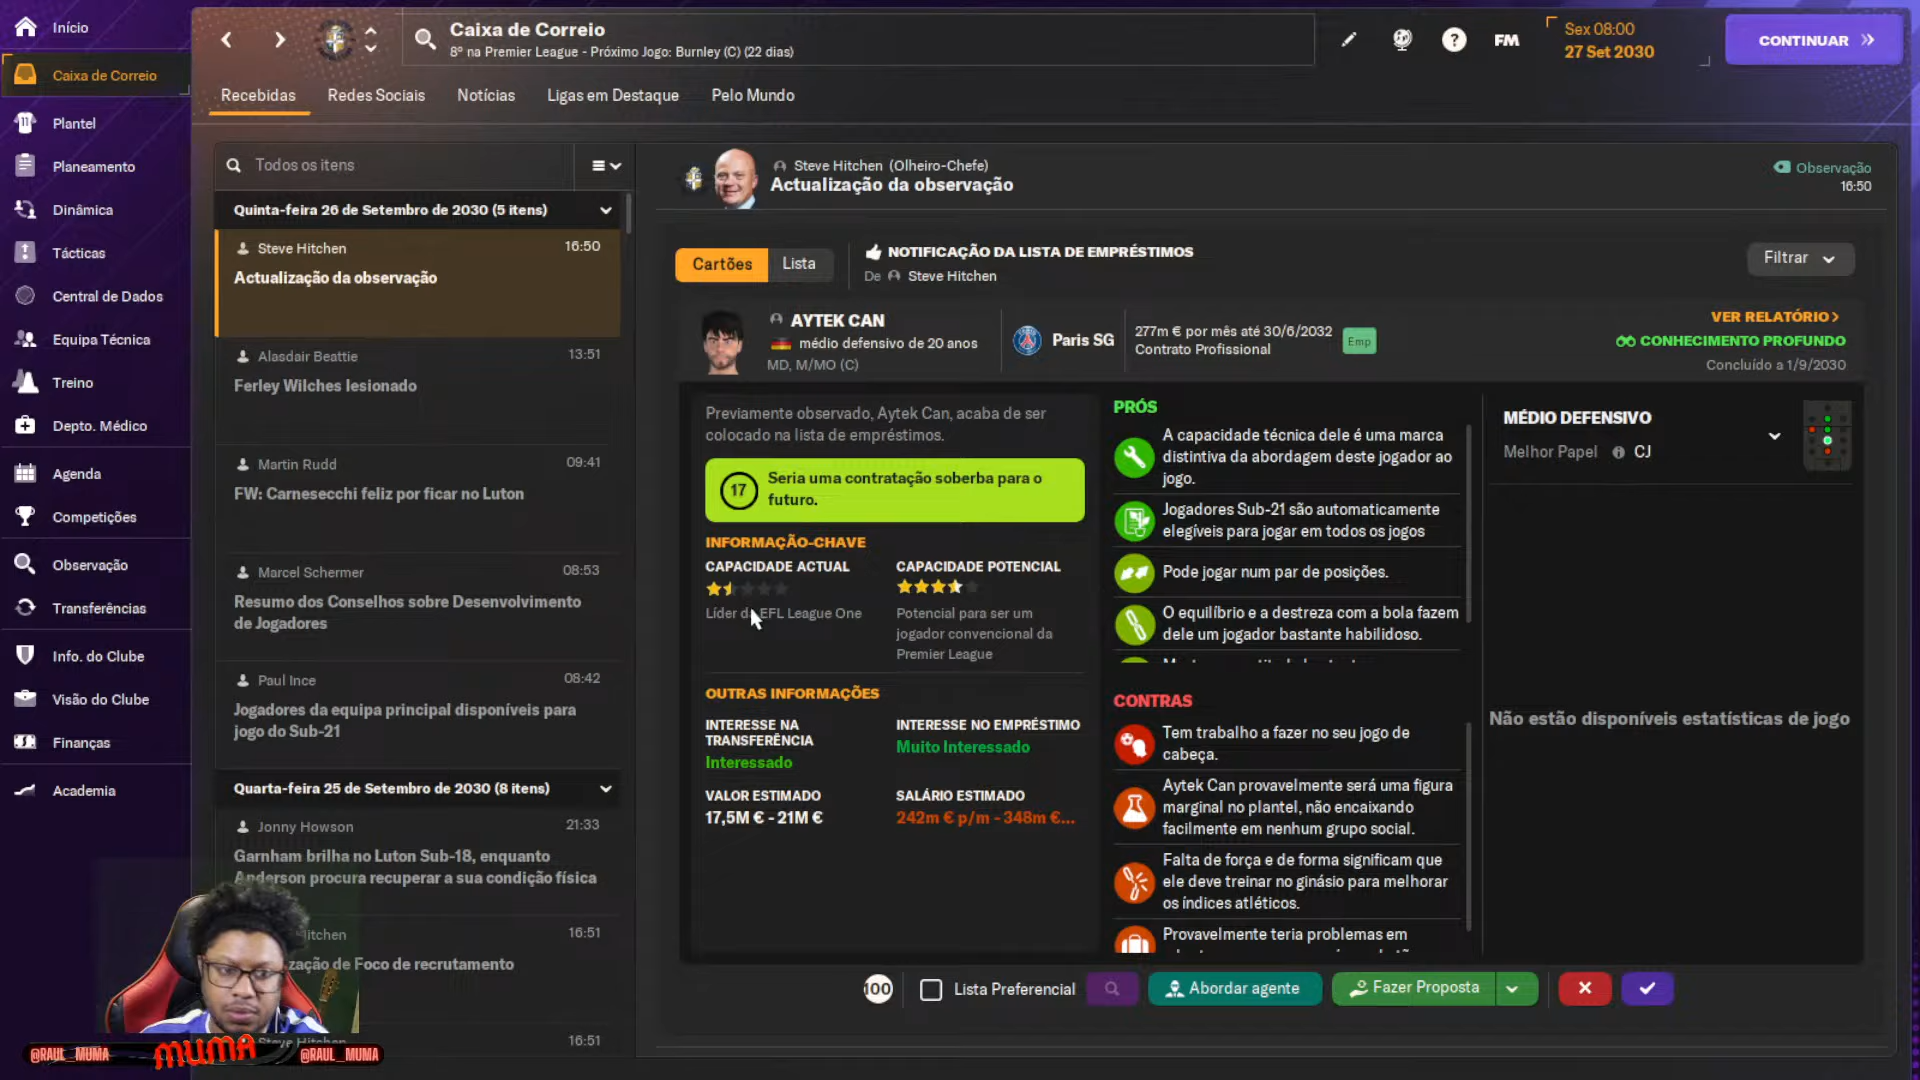 Início
Caixa de Correio
Plantel
Planeamento
Dinâmica
Tácticas
Central de Dados
Equipa Técnica
Treino
Depto. Médico
Agenda
Competições
Observação
Transferências
Info. do Clube
Visão do Clube
Finanças
Academia
Caixa de Correio
8º na Premier League - Próximo Jogo: Burnley (C) (22 dias)
FM
Sex 08:00
27 Set 2030
CONTINUAR
Recebidas
Redes Sociais
Notícias
Ligas em Destaque
Pelo Mundo
Todos os itens
Quinta-feira 26 de Setembro de 2030 (5 itens)
Steve Hitchen 16:50
Actualização da observação
Alasdair Beattie 13:51
Ferley Wilches lesionado
Martin Rudd 09:41
FW: Carnesecchi feliz por ficar no Luton
Marcel Schermer 08:53
Resumo dos Conselhos sobre Desenvolvimento
de Jogadores
Paul Ince 08:42
Jogadores da equipa principal disponíveis para
jogo do Sub-21
Quarta-feira 25 de Setembro de 2030 (8 itens)
Jonny Howson 21:33
Garnham brilha no Luton Sub-18, enquanto
Anderson procura recuperar a sua condição física
16:51
de Foco de recrutamento
16:51
@RAUL_MUMA MUMA @RAUL_MUMA
Steve Hitchen (Olheiro-Chefe)
Actualização da observação
Observação
16:50
Cartões
Lista
NOTIFICAÇÃO DA LISTA DE EMPRÉSTIMOS
De Steve Hitchen
Filtrar
AYTEK CAN
médio defensivo de 20 anos
MD, M/MO (C)
Paris SG
277m € por mês até 30/6/2032
Contrato Profissional
Emp
VER RELATÓRIO>
CONHECIMENTO PROFUNDO
Concluído a 1/9/2030
Previamente observado, Aytek Can, acaba de ser
colocado na lista de empréstimos.
17
Seria uma contratação soberba para o
futuro.
INFORMAÇÃO-CHAVE
CAPACIDADE ACTUAL
Líder EFL League One
CAPACIDADE POTENCIAL
Potencial para ser um
jogador convencional da
Premier League
OUTRAS INFORMAÇÕES
INTERESSE NA
TRANSFERÊNCIA
Interessado
INTERESSE NO EMPRÉSTIMO
Muito Interessado
VALOR ESTIMADO
17,5M € - 21M €
SALÁRIO ESTIMADO
242m € p/m - 348m €...
PRÓS
A capacidade técnica dele é uma marca
distintiva da abordagem deste jogador ao
jogo.
Jogadores Sub-21 são automaticamente
elegíveis para jogar em todos os jogos
Pode jogar num par de posições.
O equilíbrio e a destreza com a bola fazem
dele um jogador bastante habilidoso.
CONTRAS
Tem trabalho a fazer no seu jogo de
cabeça.
Aytek Can provavelmente será uma figura
marginal no plantel, não encaixando
facilmente em nenhum grupo social.
Falta de força e de forma significam que
ele deve treinar no ginásio para melhorar
os índices atléticos.
Provavelmente teria problemas em
MÉDIO DEFENSIVO
Melhor Papel CJ
Não estão disponíveis estatísticas de jogo
100
Lista Preferencial
Abordar agente
Fazer Proposta